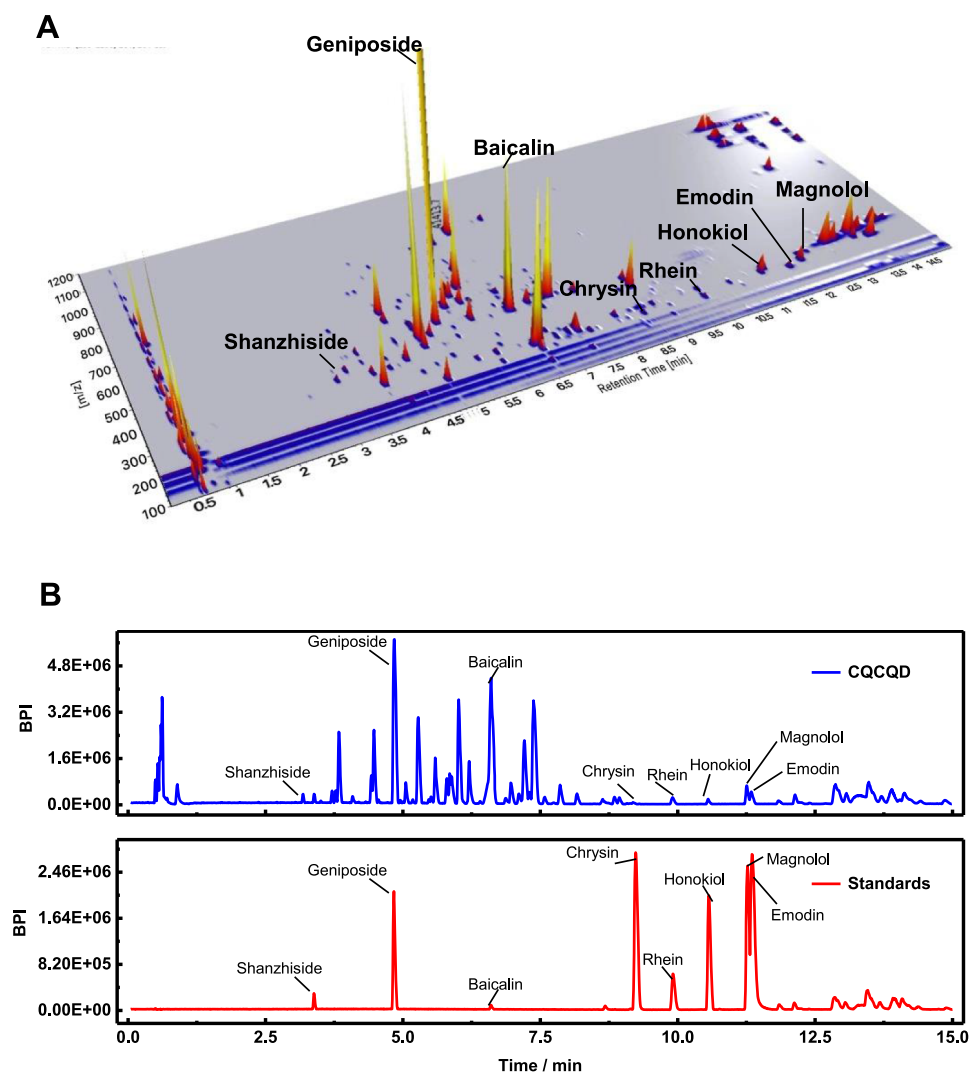 A
Geniposide
Baicalin
Emodin
Magnolol
Honokiol
Rhein
Chrysin
Shanzhiside
1200
1100
1000
900
800
700
600
500
400
300
200
100
[m/z]
0.5
1
1.5
2
2.5
3
3.5
4
4.5
5
5.5
6
6.5
7
7.5
8
8.5
9
9.5
10
10.5
11
11.5
12
12.5
13
13.5
14
14.5
Retention Time [min]
B
Geniposide
Baicalin
Shanzhiside
Chrysin
Rhein
Honokiol
Magnolol
Emodin
CQCQD
4.8E+06
3.2E+06
1.6E+06
0.0E+00
BPI
Chrysin
Geniposide
Honokiol
Magnolol
Standards
Emodin
Shanzhiside
Baicalin
Rhein
2.46E+06
1.64E+06
8.20E+05
0.00E+00
BPI
0.0 2.5 5.0 7.5 10.0 12.5 15.0
Time / min